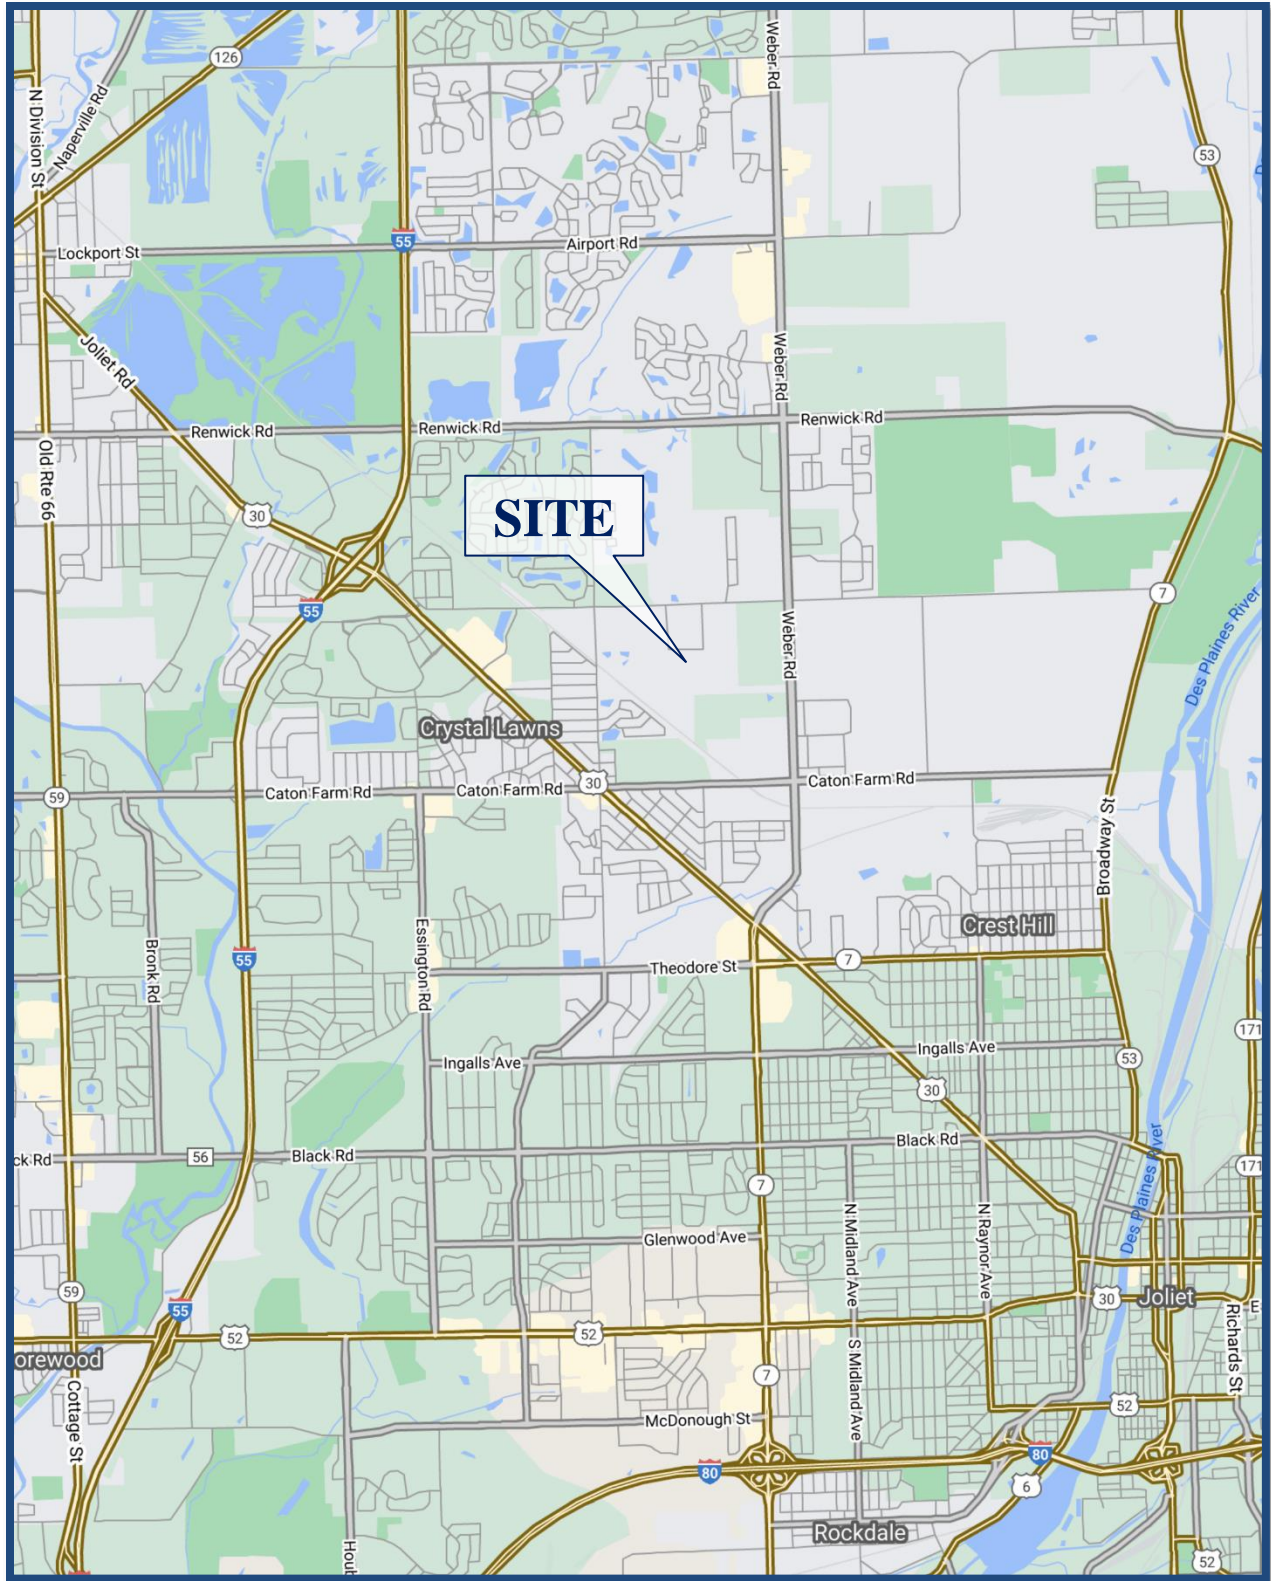 Weber Rd
126
N Division St
Naperville Rd
53
Lockport St
55
Airport Rd
Joliet Rd
Weber Rd
Renwick Rd
Renwick Rd
Renwick Rd
Old Rte 66
SITE
30
55
7
Weber Rd
Des Plaines River
Crystal Lawns
30
Caton Farm Rd
Caton Farm Rd
Caton Farm Rd
59
Broadway St
Crest Hill
Essington Rd
Bronk Rd
55
Theodore St
7
171
Ingalls Ave
Ingalls Ave
53
30
Black Rd
ck Rd
56
Black Rd
Des Plaines River
171
7
N Midland Ave
N Raynor Ave
Glenwood Ave
59
55
30
Joliet
E
52
52
Richards St
orewood
S Midland Ave
7
Cottage St
52
McDonough St
80
80
6
Rockdale
Houb
52